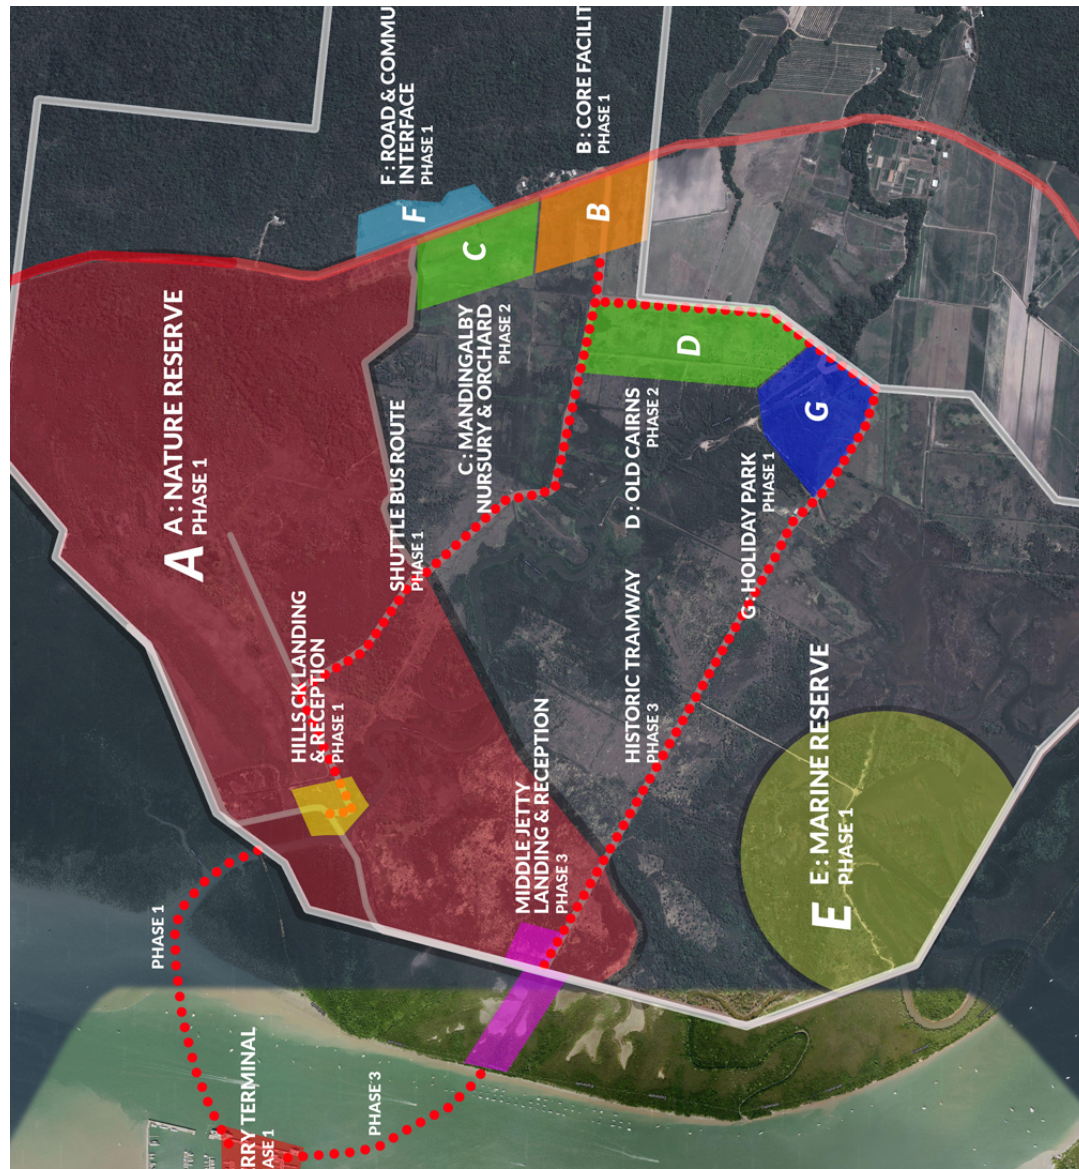 F : ROAD & COMMU
INTERFACE
PHASE 1
B : CORE FACILIT
PHASE 1
F
C
B
A
A : NATURE RESERVE
PHASE 1
C : MANDINGALBY
NURSURY & ORCHARD
PHASE 2
D
SHUTTLE BUS ROUTE
PHASE 1
D : OLD CAIRNS
PHASE 2
G
G : HOLIDAY PARK
PHASE 1
HILLS CK LANDING
& RECEPTION
PHASE 1
HISTORIC TRAMWAY
PHASE 3
MIDDLE JETTY
LANDING & RECEPTION
PHASE 3
E
E : MARINE RESERVE
PHASE 1
PHASE 1
PHASE 3
RRY TERMINAL
ASE 1